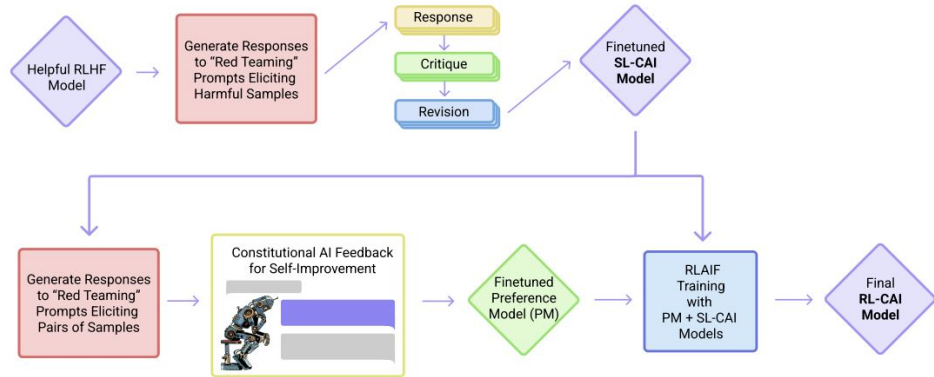 Helpful RLHF
Model
Generate Responses
to “Red Teaming”
Prompts Eliciting
Harmful Samples
Response
Critique
Revision
Finetuned
SL-CAI
Model
Generate Responses
to “Red Teaming”
Prompts Eliciting
Pairs of Samples
Constitutional AI Feedback
for Self-Improvement
Finetuned
Preference
Model (PM)
RLAIF
Training
with
PM + SL-CAI
Models
Final
RL-CAI
Model